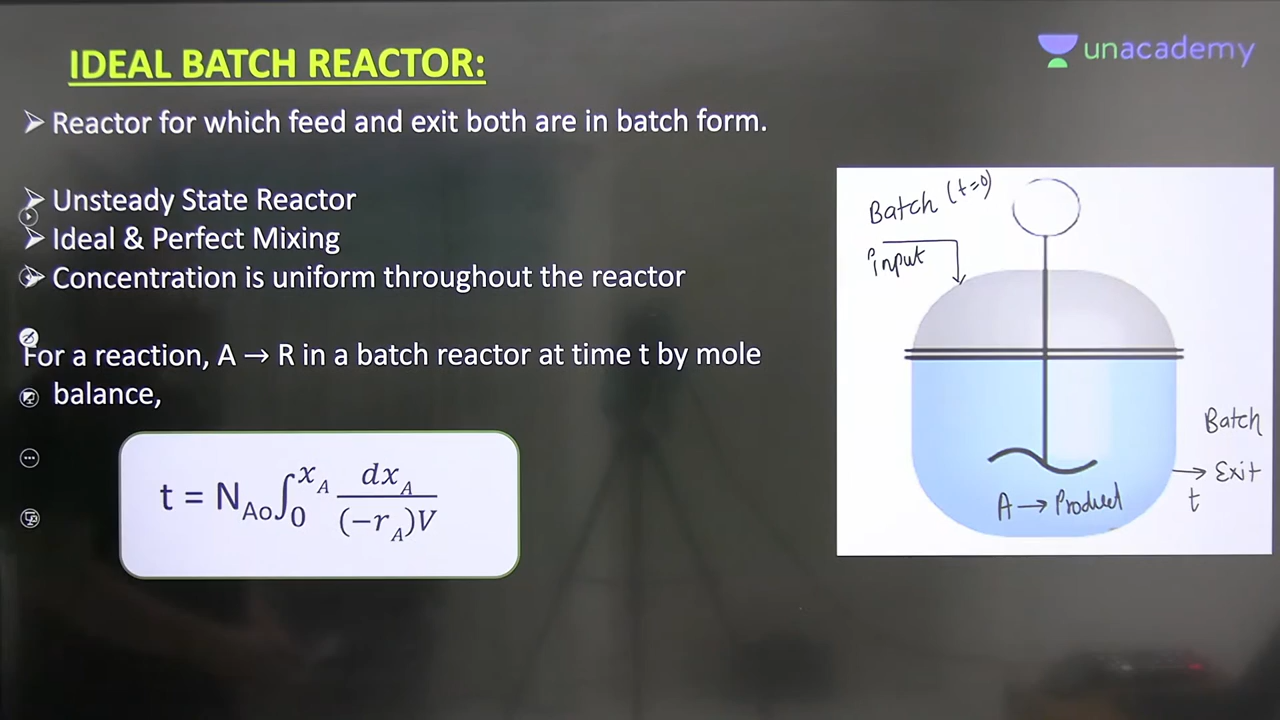 IDEAL BATCH REACTOR:
unacademy
➢ Reactor for which feed and exit both are in batch form.
➢ Unsteady State Reactor
➢ Ideal & Perfect Mixing
➢ Concentration is uniform throughout the reactor
For a reaction, A → R in a batch reactor at time t by mole
balance,
t = N_Ao ∫_0^{x_A} dx_A / (−r_A)V
Batch (t=0)
input
Batch
→ Exit
t
A → Product